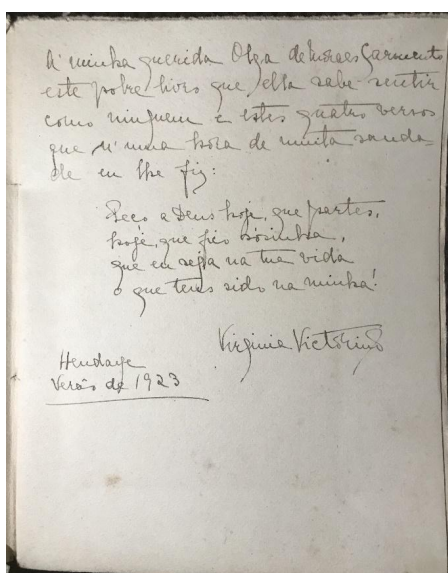 A' minha querida Olga de Moraes Sarmento
este pobre livro que ella sabe sentir
como ninguem e estes quatro versos
que n'uma hora de muita sauda-
de eu lhe fiz:
Peço a Deus hoje, que partes,
hoje, que fico sósinha,
que eu seja na tua vida
o que tens sido na minha!
Virginia Victorino
Hendaye
Verão de 1923